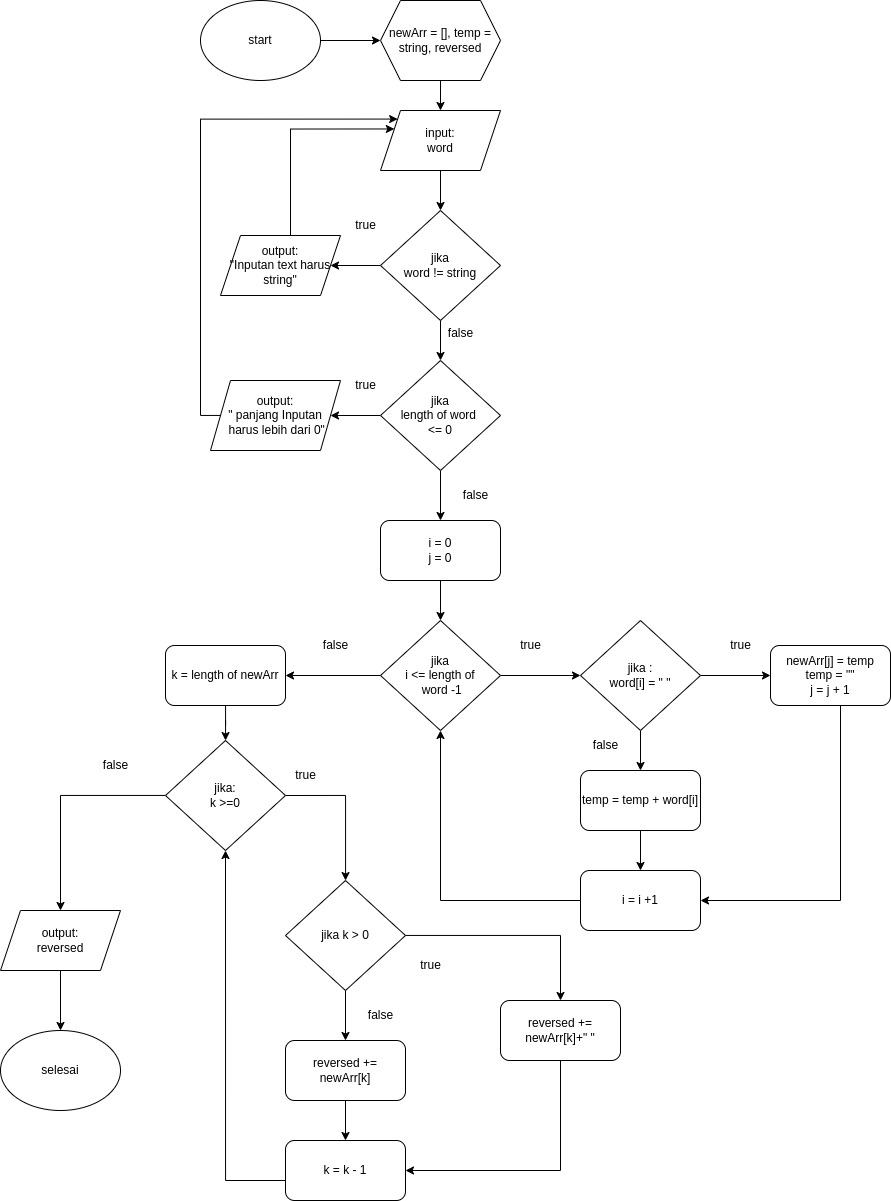 start
newArr = [], temp =
string, reversed
input:
word
true
jika
word != string
output:
"Inputan text harus
string"
false
true
jika
length of word
<= 0
output:
" panjang Inputan
harus lebih dari 0"
false
i = 0
j = 0
false
true
true
jika
i <= length of
word -1
jika :
word[i] = " "
newArr[j] = temp
temp = ""
j = j + 1
k = length of newArr
false
temp = temp + word[i]
i = i +1
false
true
jika:
k >=0
output:
reversed
selesai
jika k > 0
true
false
reversed +=
newArr[k]+" "
reversed +=
newArr[k]
k = k - 1